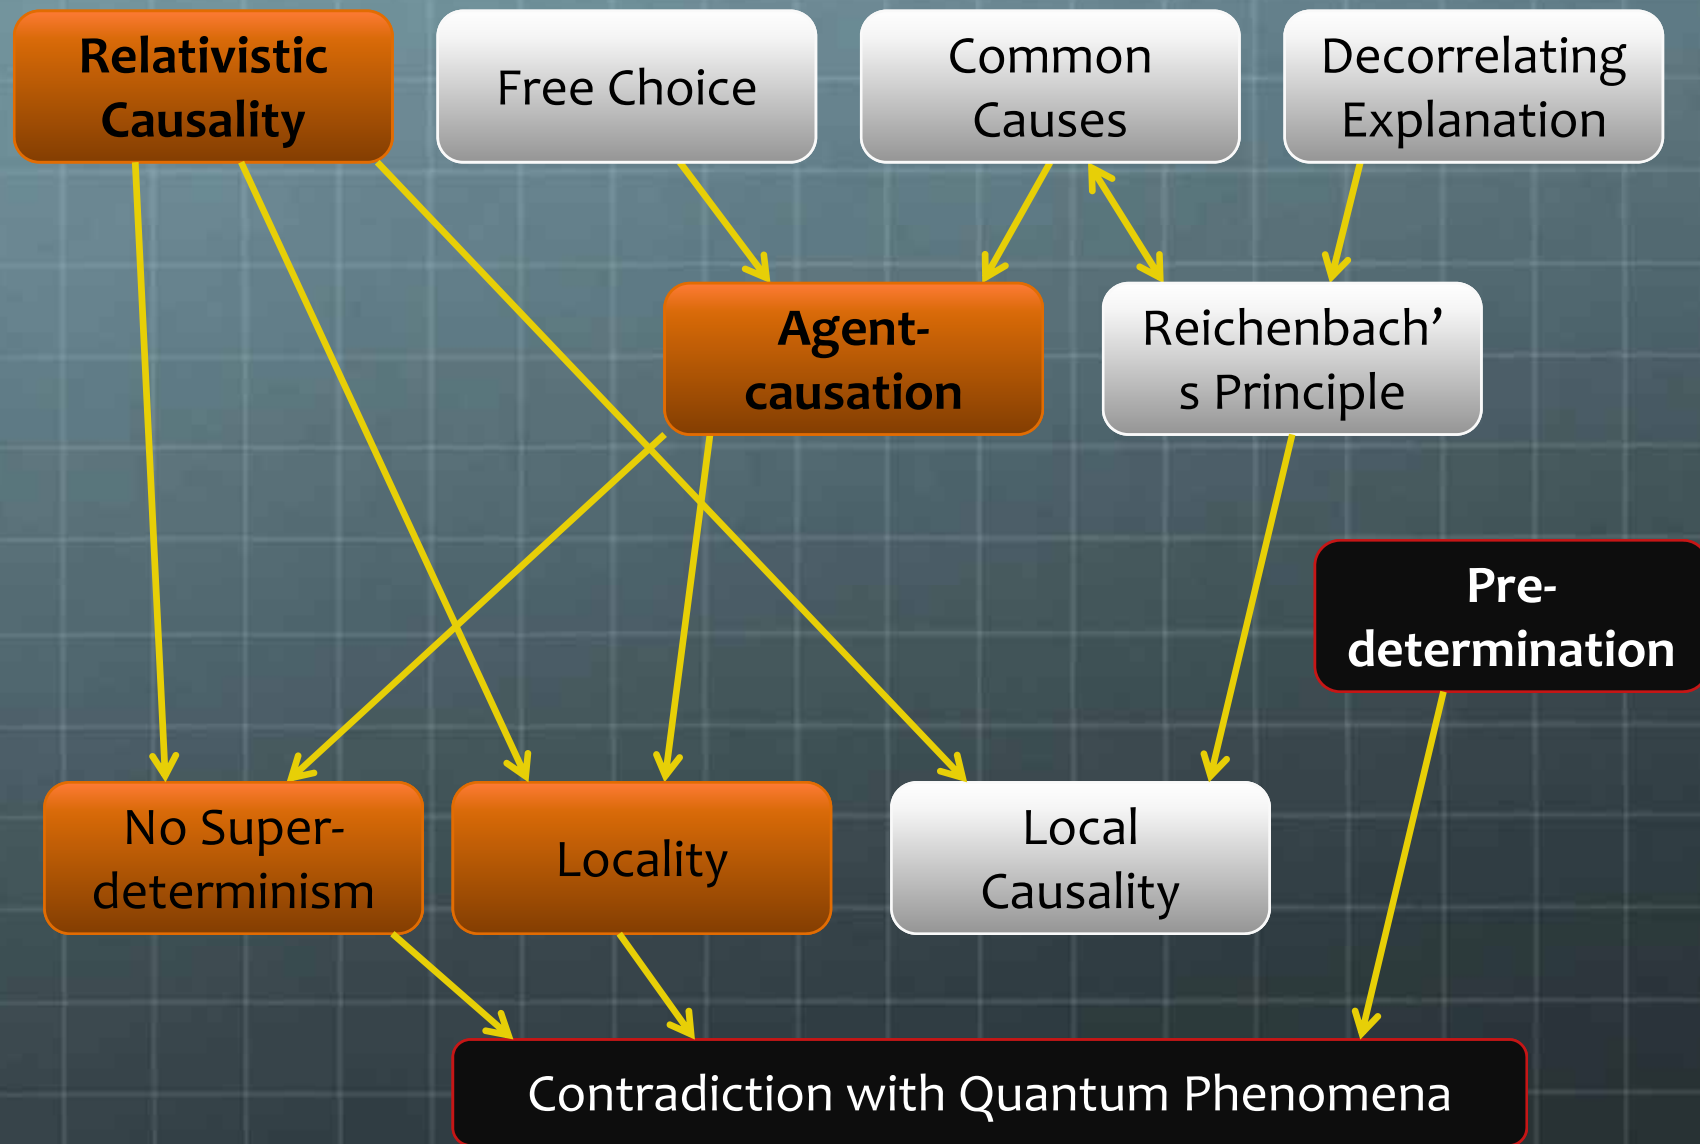 Relativistic
Causality
Free Choice
Common
Causes
Decorrelating
Explanation
Agent-
causation
Reichenbach’
s Principle
Pre-
determination
No Super-
determinism
Locality
Local
Causality
Contradiction with Quantum Phenomena